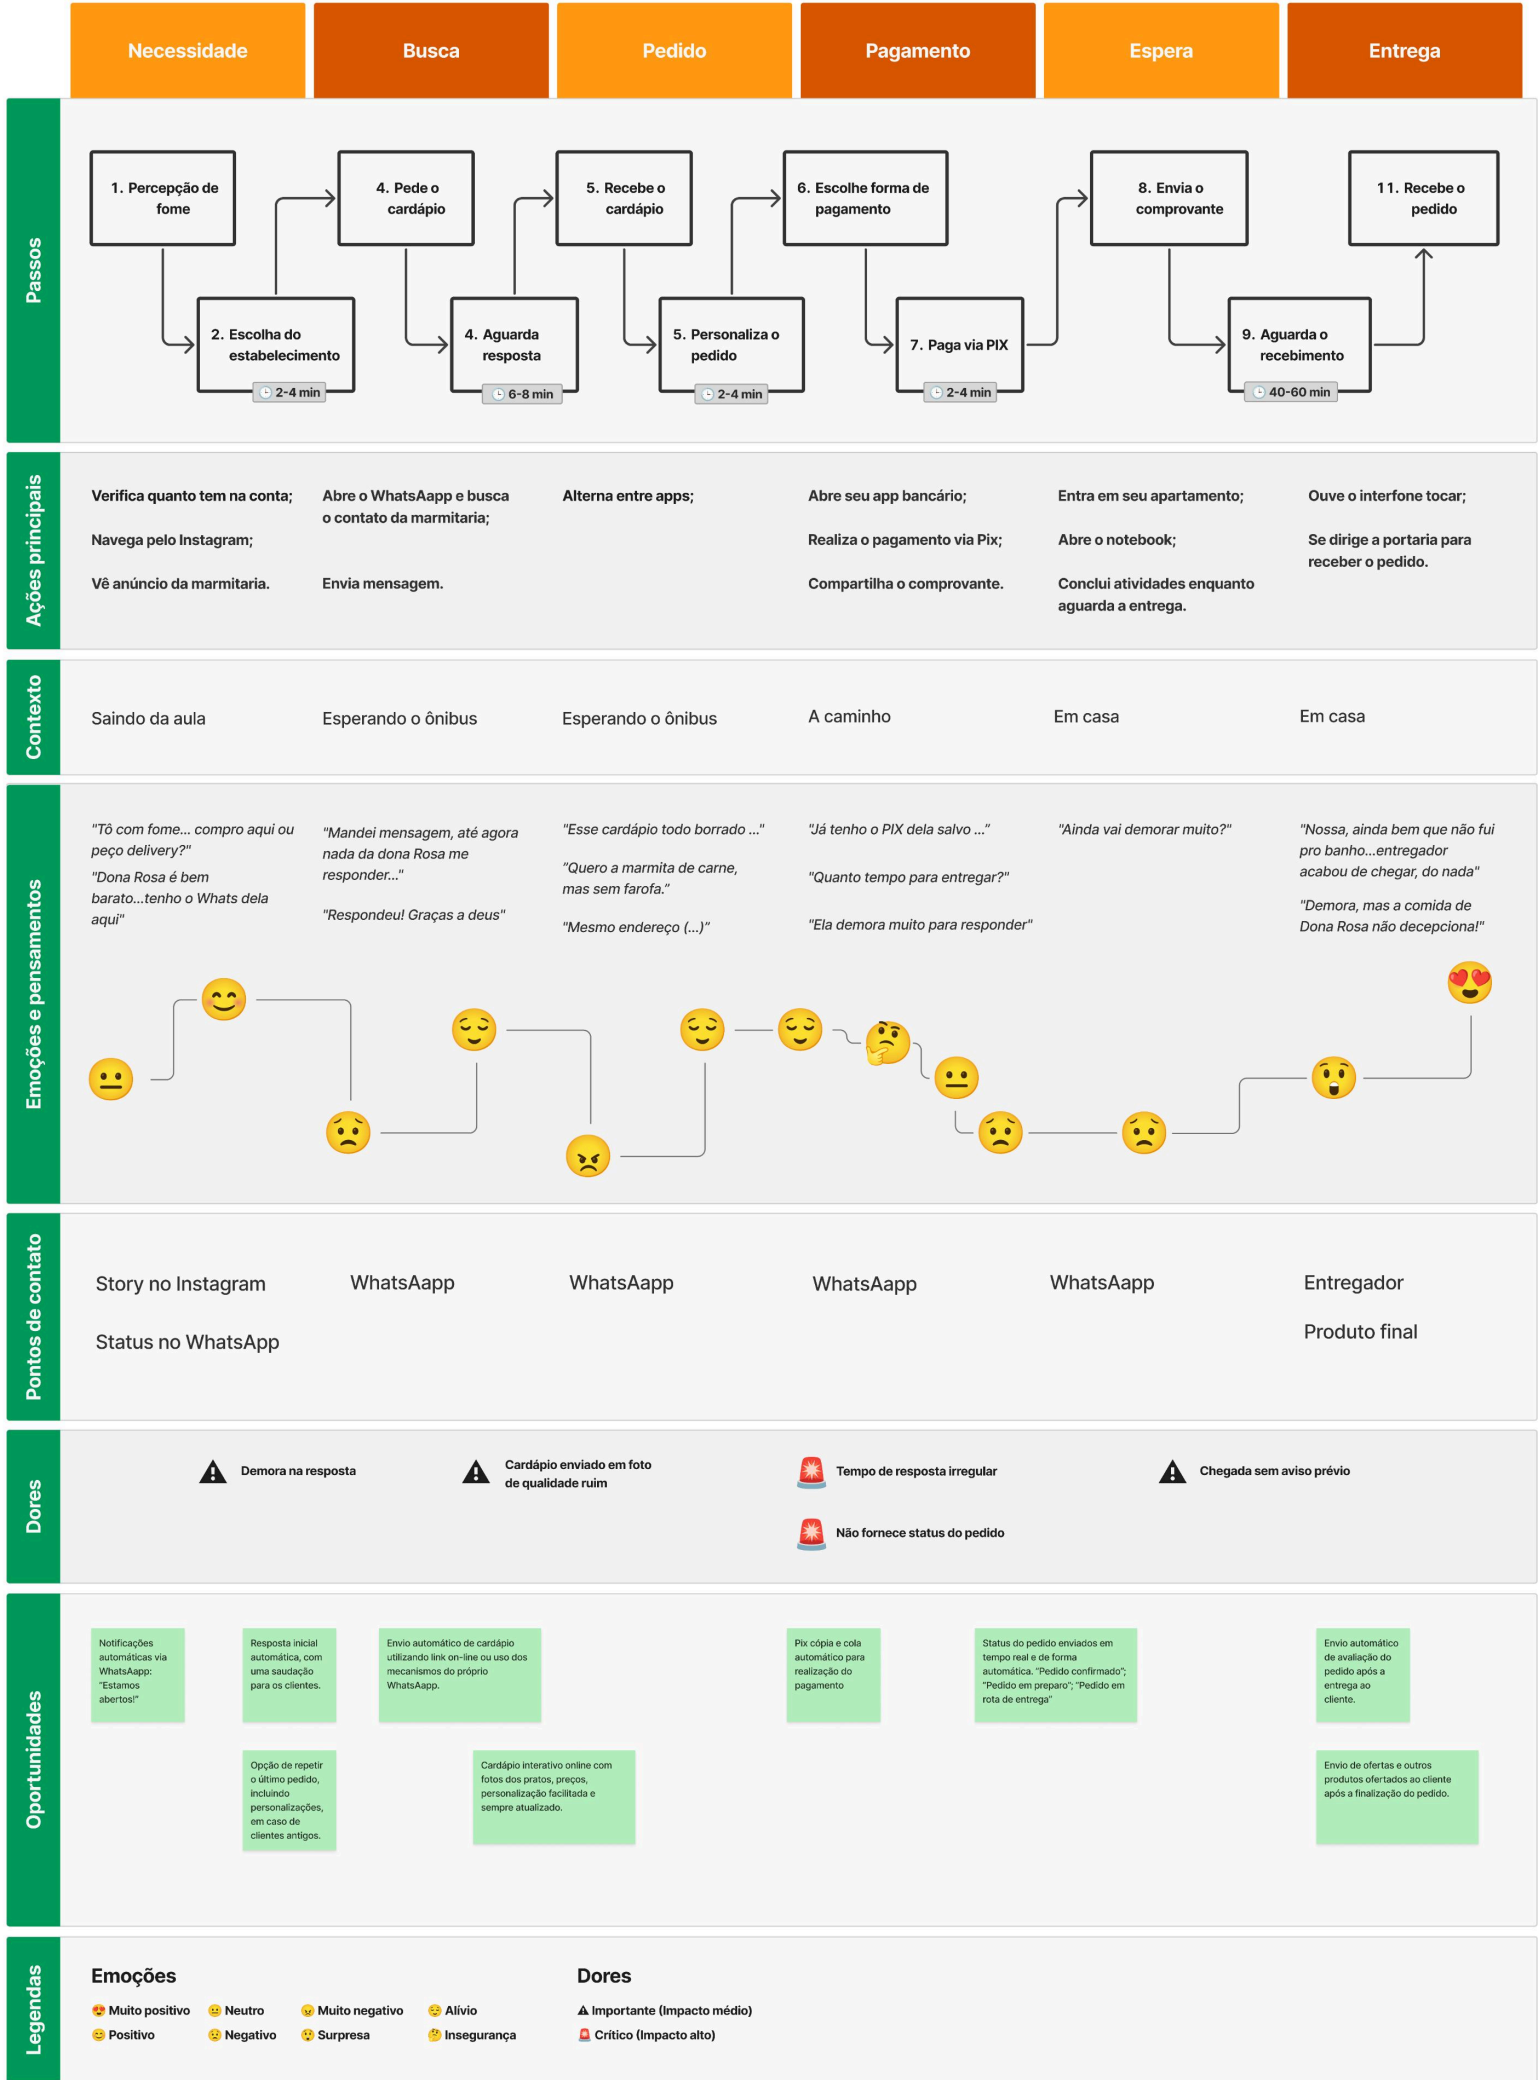 Necessidade
Busca
Pedido
Pagamento
Espera
Entrega
Passos
1. Percepção de
fome
2. Escolha do
estabelecimento
2-4 min
4. Pede o
cardápio
4. Aguarda
resposta
6-8 min
5. Recebe o
cardápio
5. Personaliza o
pedido
2-4 min
6. Escolhe forma de
pagamento
7. Paga via PIX
2-4 min
8. Envia o
comprovante
9. Aguarda o
recebimento
40-60 min
11. Recebe o
pedido
Ações principais
Verifica quanto tem na conta;
Navega pelo Instagram;
Vê anúncio da marmitaria.
Abre o WhatsAapp e busca
o contato da marmitaria;
Envia mensagem.
Alterna entre apps;
Abre seu app bancário;
Realiza o pagamento via Pix;
Compartilha o comprovante.
Entra em seu apartamento;
Abre o notebook;
Conclui atividades enquanto
aguarda a entrega.
Ouve o interfone tocar;
Se dirige a portaria para
receber o pedido.
Contexto
Saindo da aula
Esperando o ônibus
Esperando o ônibus
A caminho
Em casa
Em casa
Emoções e pensamentos
"Tô com fome... compro aqui ou
peço delivery?"
"Dona Rosa é bem
barato...tenho o Whats dela
aqui"
"Mandei mensagem, até agora
nada da dona Rosa me
responder..."
"Respondeu! Graças a deus"
"Esse cardápio todo borrado ..."
"Quero a marmita de carne,
mas sem farofa."
"Mesmo endereço (...)”
"Já tenho o PIX dela salvo ...”
"Quanto tempo para entregar?"
"Ela demora muito para responder"
"Ainda vai demorar muito?"
"Nossa, ainda bem que não fui
pro banho...entregador
acabou de chegar, do nada"
"Demora, mas a comida de
Dona Rosa não decepciona!"
Pontos de contato
Story no Instagram
Status no WhatsApp
WhatsAapp
WhatsAapp
WhatsAapp
WhatsAapp
Entregador
Produto final
Dores
Demora na resposta
Cardápio enviado em foto
de qualidade ruim
Tempo de resposta irregular
Não fornece status do pedido
Chegada sem aviso prévio
Oportunidades
Notificações
automáticas via
WhatsAapp:
"Estamos
abertos!"
Resposta inicial
automática, com
uma saudação
para os clientes.
Opção de repetir
o último pedido,
incluindo
personalizações,
em caso de
clientes antigos.
Envio automático de cardápio
utilizando link on-line ou uso dos
mecanismos do próprio
WhatsAapp.
Cardápio interativo online com
fotos dos pratos, preços,
personalização facilitada e
sempre atualizado.
Pix cópia e cola
automático para
realização do
pagamento
Status do pedido enviados em
tempo real e de forma
automática. "Pedido confirmado";
"Pedido em preparo"; "Pedido em
rota de entrega"
Envio automático
de avaliação do
pedido após a
entrega ao
cliente.
Envio de ofertas e outros
produtos ofertados ao cliente
após a finalização do pedido.
Legendas
Emoções
Muito positivo
Neutro
Muito negativo
Alívio
Positivo
Negativo
Surpresa
Insegurança
Dores
Importante (Impacto médio)
Crítico (Impacto alto)